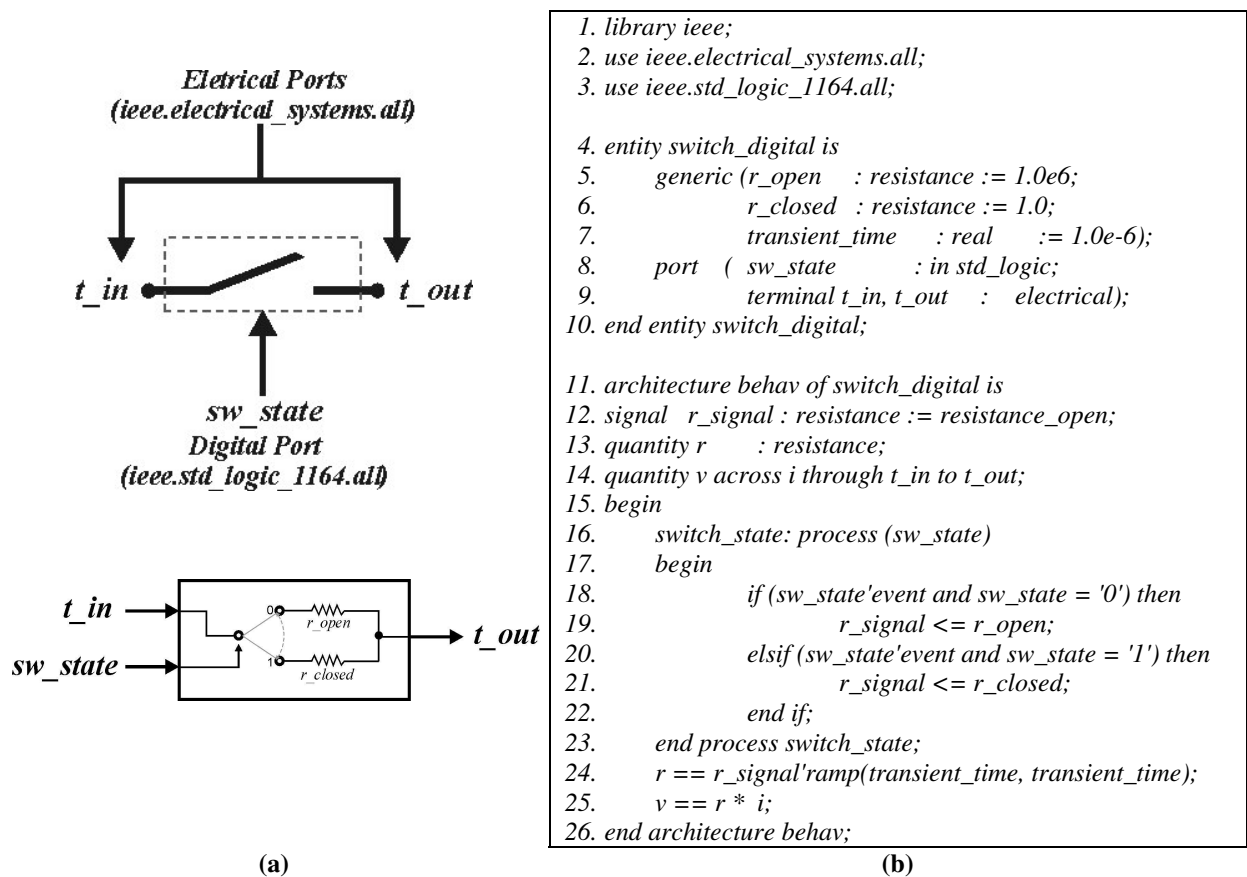 Eletrical Ports
(ieee.electrical_systems.all)
t_in
t_out
sw_state
Digital Port
(ieee.std_logic_1164.all)
t_in
sw_state
0
r_open
1
r_closed
t_out
(a)
1. library ieee;
2. use ieee.electrical_systems.all;
3. use ieee.std_logic_1164.all;
4. entity switch_digital is
5. generic (r_open : resistance := 1.0e6;
6. r_closed : resistance := 1.0;
7. transient_time : real := 1.0e-6);
8. port ( sw_state : in std_logic;
9. terminal t_in, t_out : electrical);
10. end entity switch_digital;
11. architecture behav of switch_digital is
12. signal r_signal : resistance := resistance_open;
13. quantity r : resistance;
14. quantity v across i through t_in to t_out;
15. begin
16. switch_state: process (sw_state)
17. begin
18. if (sw_state'event and sw_state = '0') then
19. r_signal <= r_open;
20. elsif (sw_state'event and sw_state = '1') then
21. r_signal <= r_closed;
22. end if;
23. end process switch_state;
24. r == r_signal'ramp(transient_time, transient_time);
25. v == r * i;
26. end architecture behav;
(b)